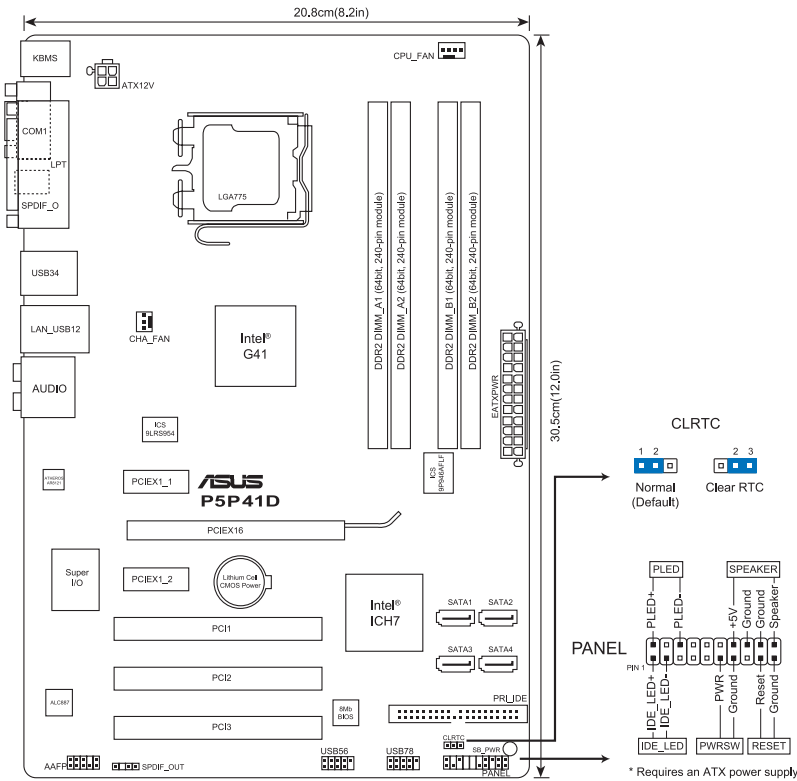 20.8cm(8.2in)
KBMS
ATX12V
CPU_FAN
COM1
LPT
SPDIF_O
LGA775
DDR2 DIMM_A1 (64bit, 240-pin module)
DDR2 DIMM_A2 (64bit, 240-pin module)
DDR2 DIMM_B1 (64bit, 240-pin module)
DDR2 DIMM_B2 (64bit, 240-pin module)
USB34
LAN_USB12
CHA_FAN
Intel®
G41
EATXPWR
30.5cm(12.0in)
AUDIO
ICS
9LRS954
ICS
9P946AFLF
ATHEROS
AR8121
PCIEX1_1
ASUS
P5P41D
PCIEX16
Super
I/O
PCIEX1_2
Lithium Cell
CMOS Power
Intel®
ICH7
SATA1
SATA2
SATA3
SATA4
PCI1
PCI2
PCI3
ALC887
8Mb
BIOS
PRI_IDE
CLRTC
SB_PWR
AAFP
SPDIF_OUT
USB56
USB78
PANEL
CLRTC
1 2
2 3
Normal
(Default)
Clear RTC
PLED
SPEAKER
PLED+
PLED-
+5V
Ground
Ground
Speaker-
PANEL
PIN 1
IDE_LED+
IDE_LED-
PWR
Ground
Reset
Ground
IDE_LED
PWRSW
RESET
* Requires an ATX power supply